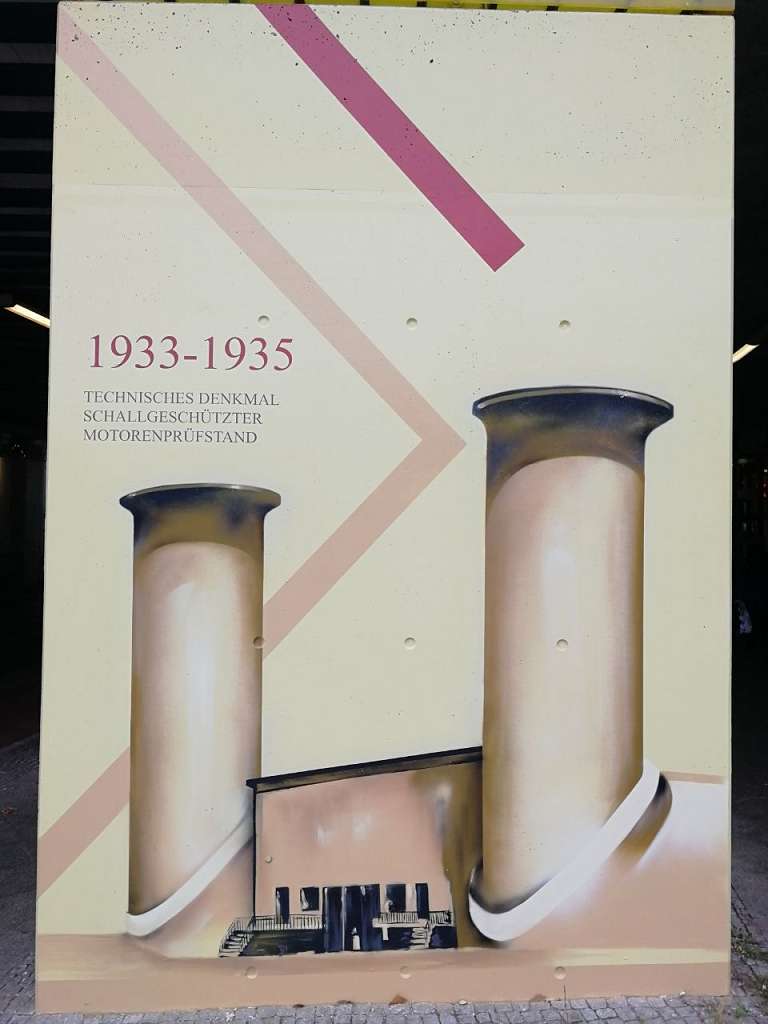 1933-1935
TECHNISCHES DENKMAL
SCHALLGESCHÜTZTER
MOTORENPRÜFSTAND